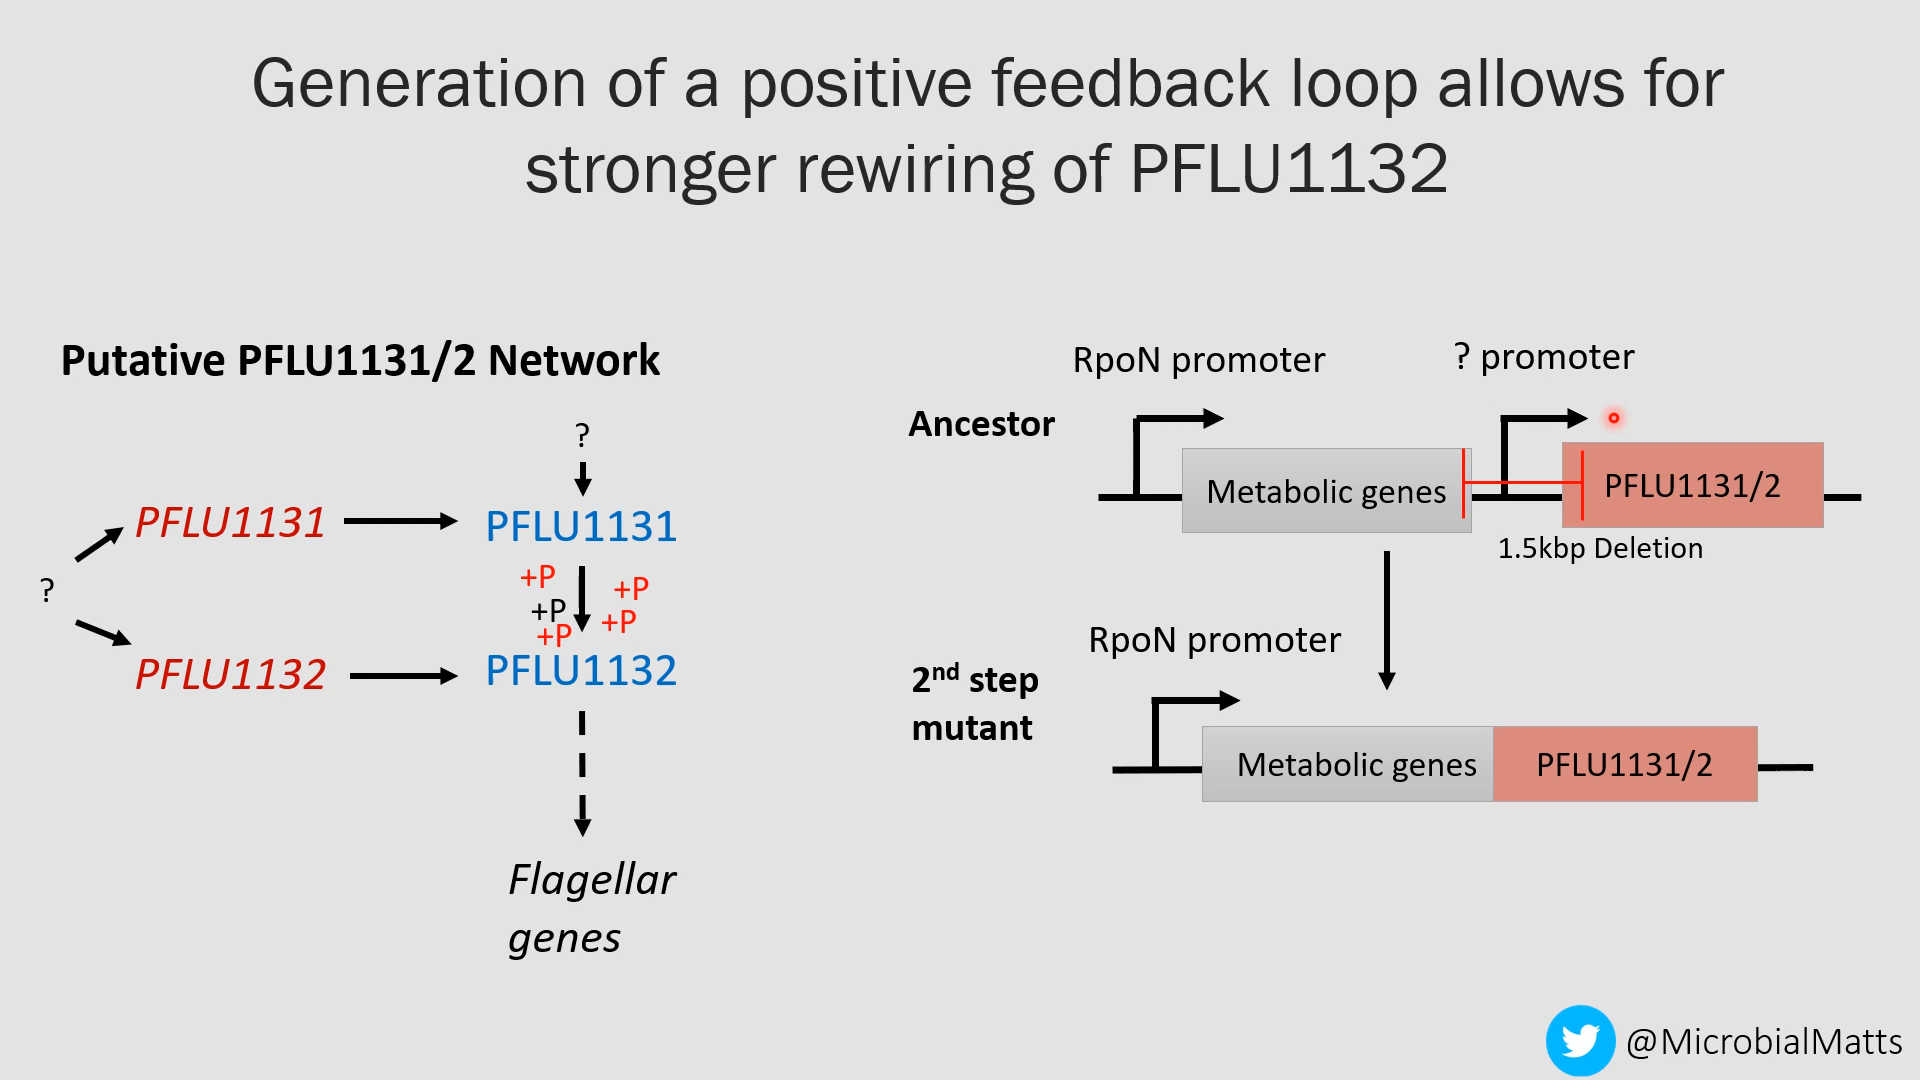 Generation of a positive feedback loop allows for
stronger rewiring of PFLU1132
Putative PFLU1131/2 Network
?
PFLU1131
PFLU1131
+P
+P
+P
+P
+P
?
PFLU1132
PFLU1132
Flagellar
genes
RpoN promoter
? promoter
Ancestor
Metabolic genes
PFLU1131/2
1.5kbp Deletion
RpoN promoter
2nd step
mutant
Metabolic genes
PFLU1131/2
@MicrobialMatts